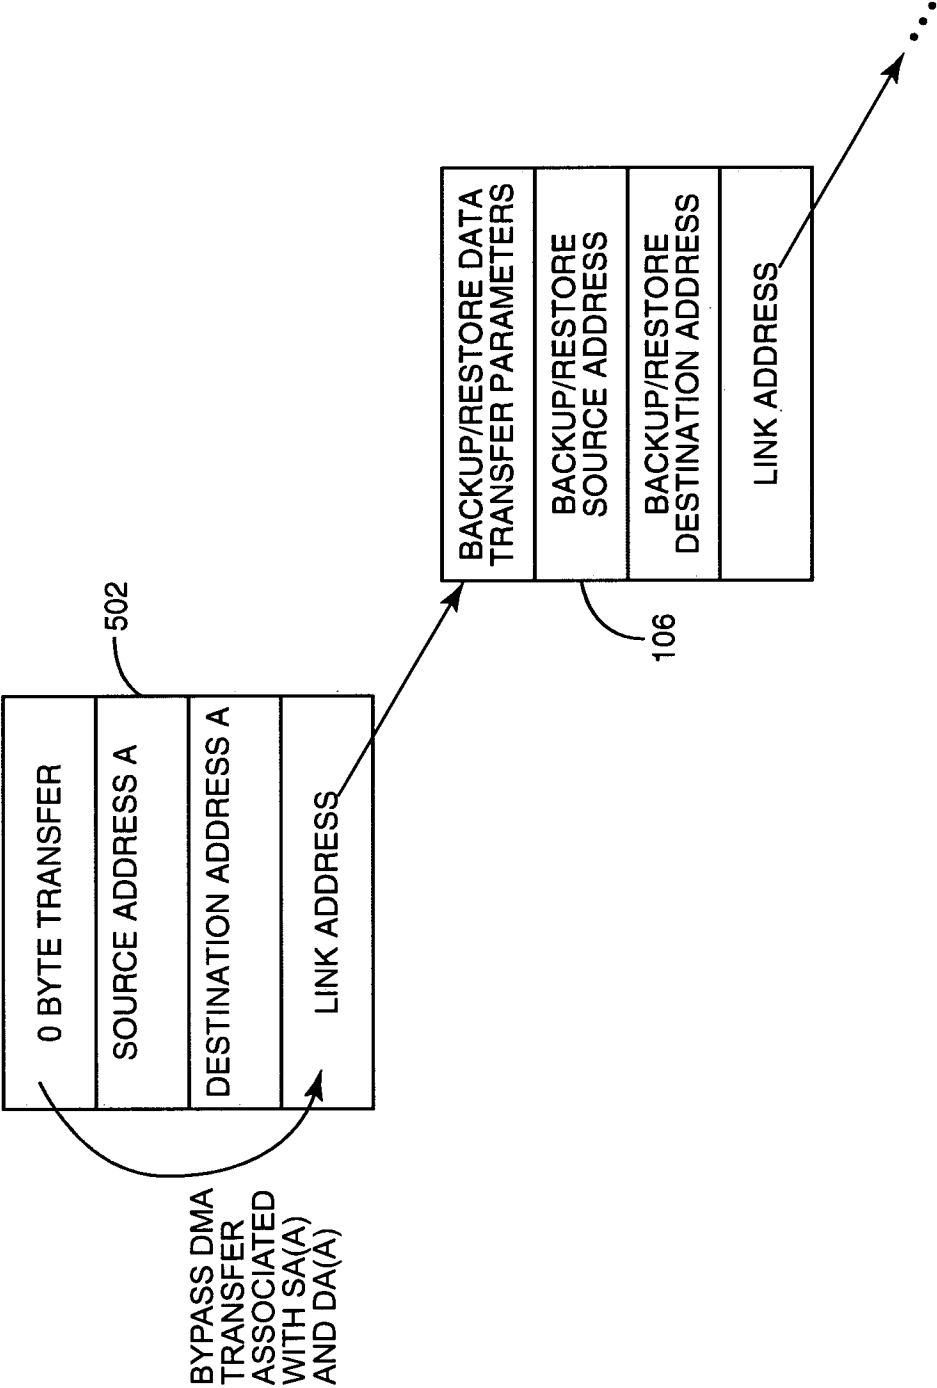 BYPASS DMA
TRANSFER
ASSOCIATED
WITH SA(A)
AND DA(A)
0 BYTE TRANSFER
SOURCE ADDRESS A
DESTINATION ADDRESS A
LINK ADDRESS
502
BACKUP/RESTORE DATA
TRANSFER PARAMETERS
BACKUP/RESTORE
SOURCE ADDRESS
BACKUP/RESTORE
DESTINATION ADDRESS
LINK ADDRESS
106